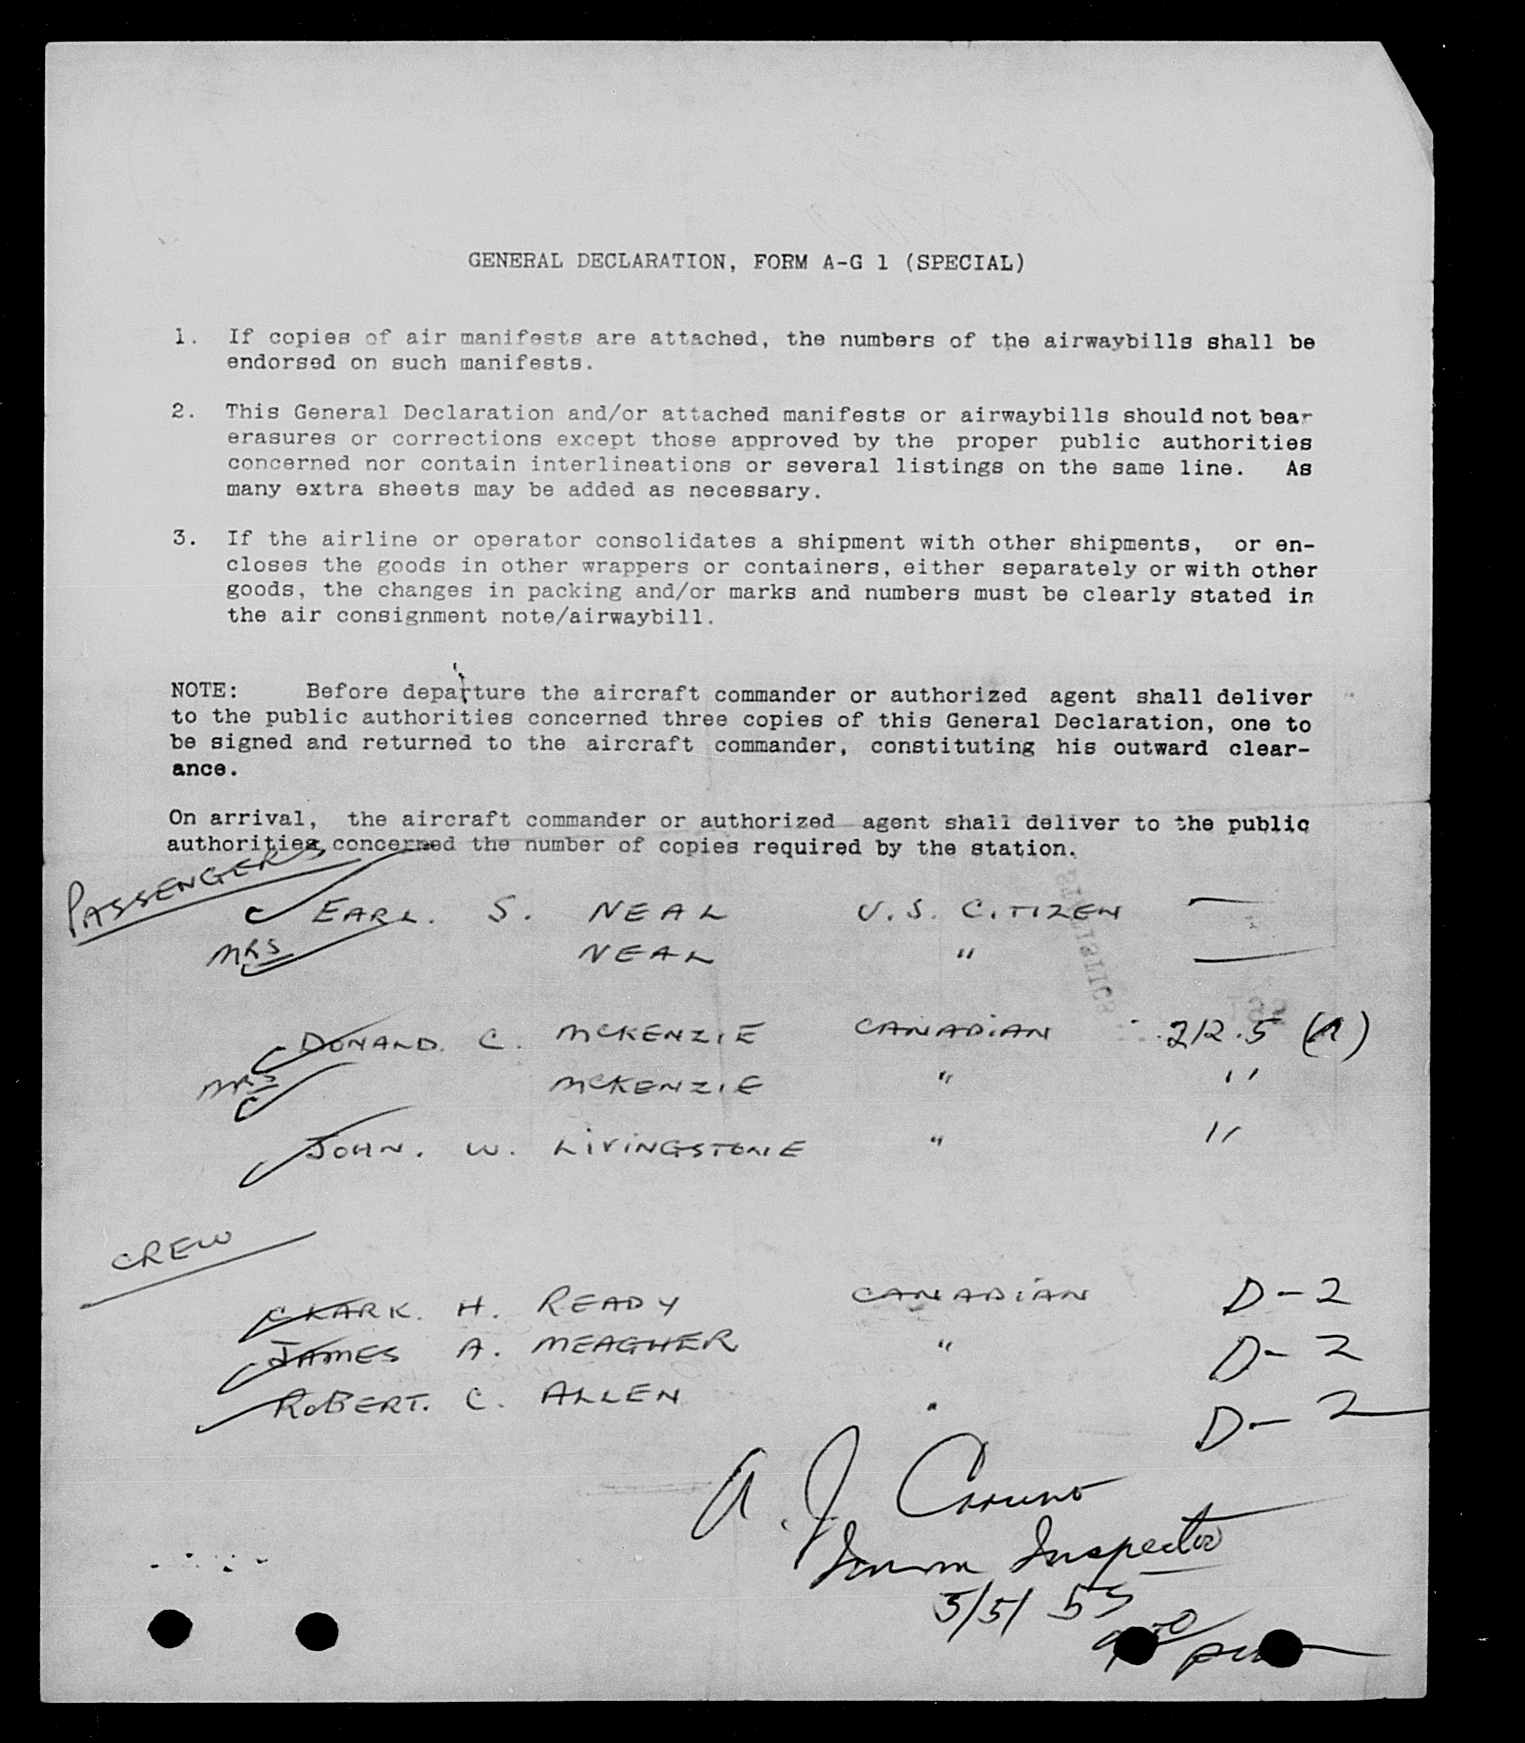 GENERAL DECLARATION, FORM A-G 1 (SPECIAL)
1. If copies of air manifests are attached, the numbers of the airwaybills shall be
endorsed on such manifests.
2. This General Declaration and/or attached manifests or airwaybills should not bear
erasures or corrections except those approved by the proper public authorities
concerned nor contain interlineations or several listings on the same line. As
many extra sheets may be added as necessary.
3. If the airline or operator consolidates a shipment with other shipments, or en-
closes the goods in other wrappers or containers, either separately or with other
goods, the changes in packing and/or marks and numbers must be clearly stated in
the air consignment note/airwaybill.
NOTE: Before departure the aircraft commander or authorized agent shall deliver
to the public authorities concerned three copies of this General Declaration, one to
be signed and returned to the aircraft commander, constituting his outward clear-
ance.
On arrival, the aircraft commander or authorized agent shall deliver to the public
authorities concerned the number of copies required by the station.
PASSENGERS
EARL. S. NEAL U.S. CITIZEN —
MRS NEAL " —
DONALD. C. MCKENZIE CANADIAN 212.5 (A)
MRS MCKENZIE " "
JOHN. W. LIVINGSTONE " "
CREW
CLARK. H. READY CANADIAN D-2
JAMES A. MEAGHER " D-2
ROBERT. C. ALLEN " D-2
A. J. Caruno
Immm Inspector
5/5/55
pm